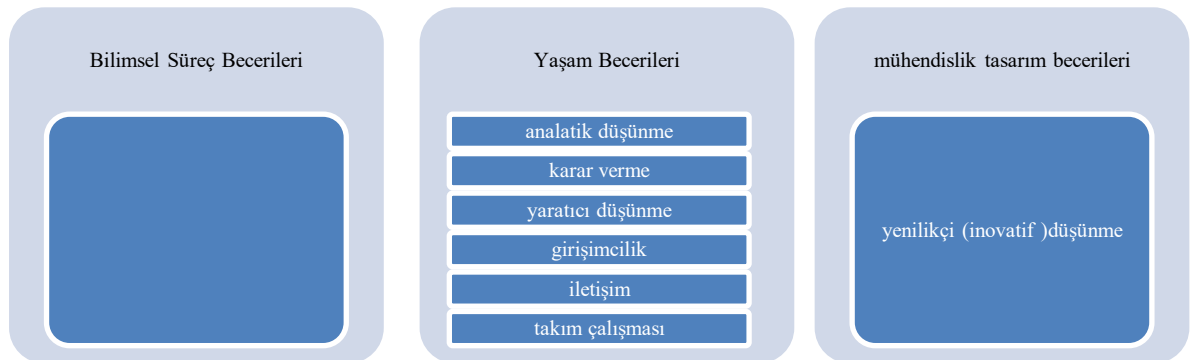 Bilimsel Süreç Becerileri
Yaşam Becerileri
analatik düşünme
karar verme
yaratıcı düşünme
girişimcilik
iletişim
takım çalışması
mühendislik tasarım becerileri
yenilikçi (inovatif )düşünme